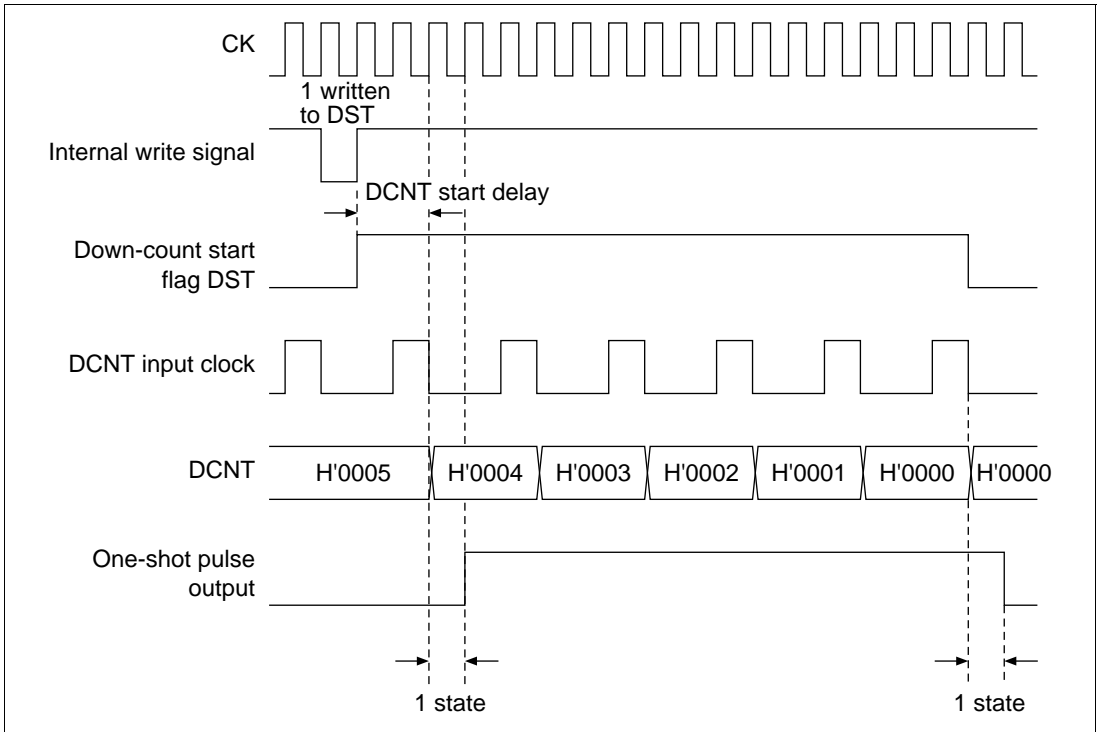 CK
1 written
to DST
Internal write signal
DCNT start delay
Down-count start
flag DST
DCNT input clock
DCNT
H'0005
H'0004
H'0003
H'0002
H'0001
H'0000
H'0000
One-shot pulse
output
1 state
1 state